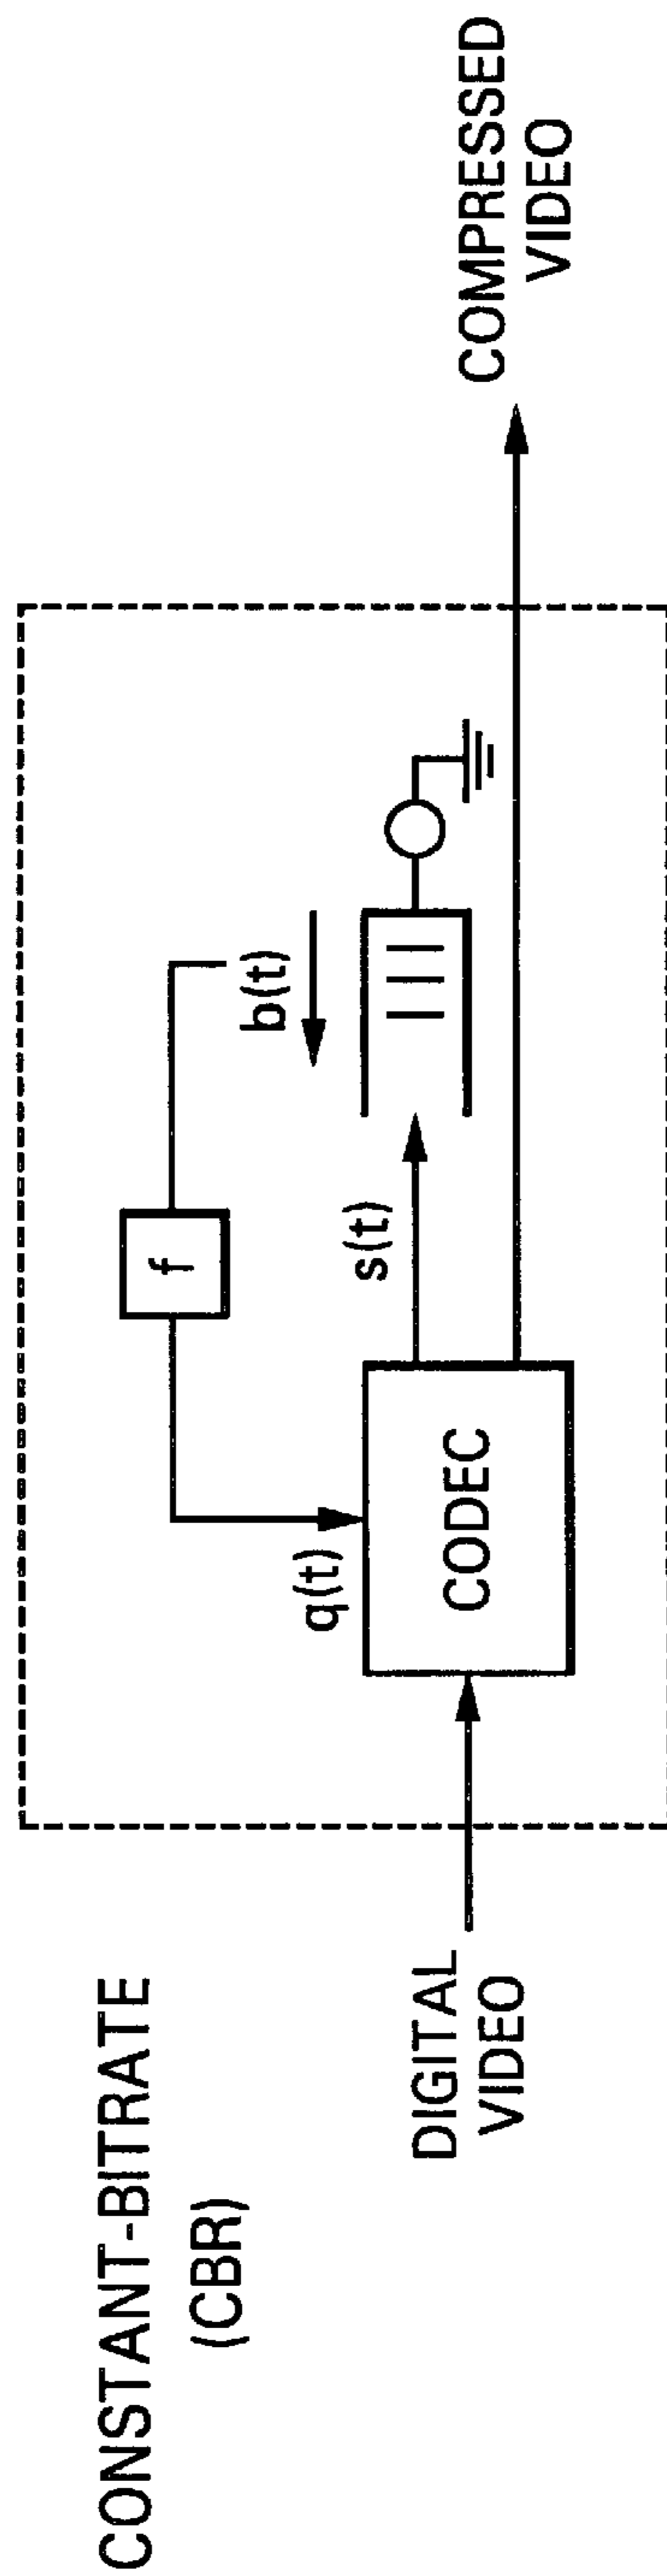 CONSTANT-BITRATE
(CBR)
DIGITAL
VIDEO
q(t)
CODEC
f
s(t)
b(t)
COMPRESSED
VIDEO